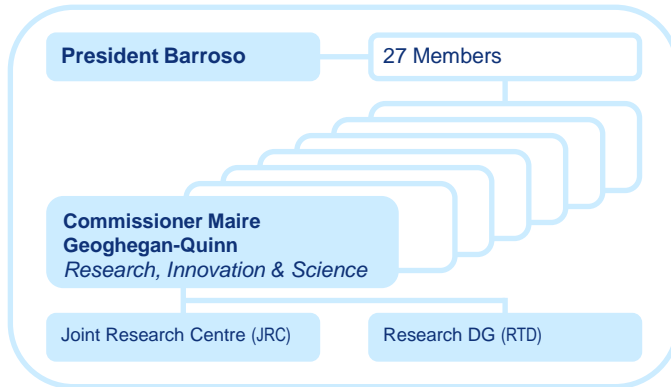 President Barroso
27 Members
Commissioner Maire
Geoghegan-Quinn
Research, Innovation & Science
Joint Research Centre (JRC)
Research DG (RTD)